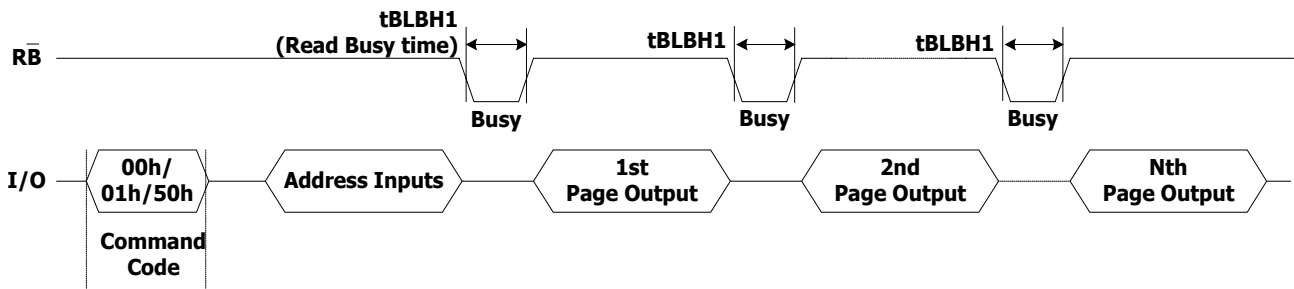 tBLBH1
(Read Busy time)
tBLBH1
tBLBH1
RB̅
Busy
Busy
Busy
I/O
00h/
01h/50h
Address Inputs
1st
Page Output
2nd
Page Output
Nth
Page Output
Command
Code